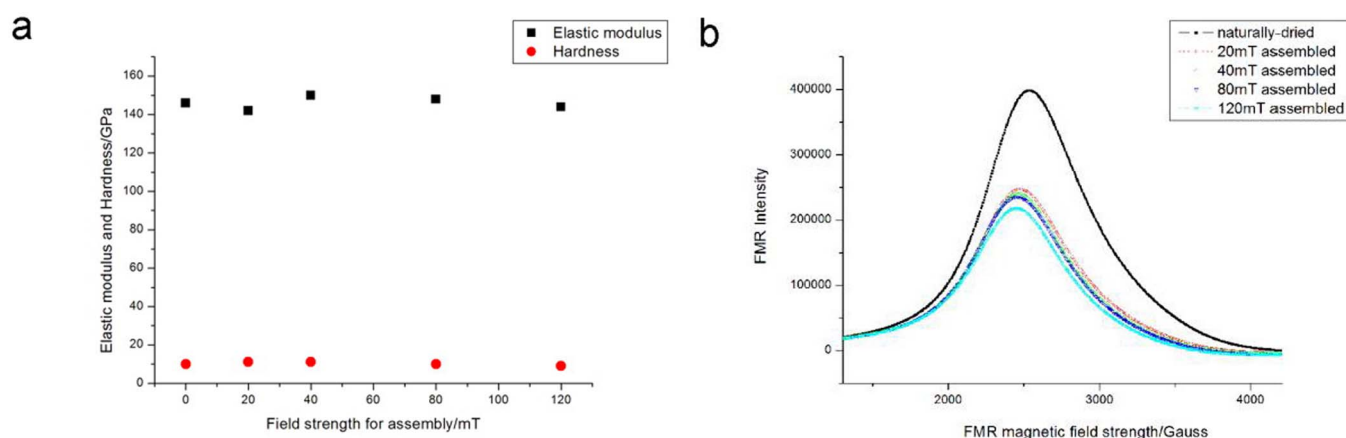 a
Elastic modulus
Hardness
Elastic modulus and Hardness/GPa
160
140
120
100
80
60
40
20
0
0 20 40 60 80 100 120
Field strength for assembly/mT
b
naturally-dried
20mT assembled
40mT assembled
80mT assembled
120mT assembled
FMR Intensity
400000
300000
200000
100000
0
2000 3000 4000
FMR magnetic field strength/Gauss